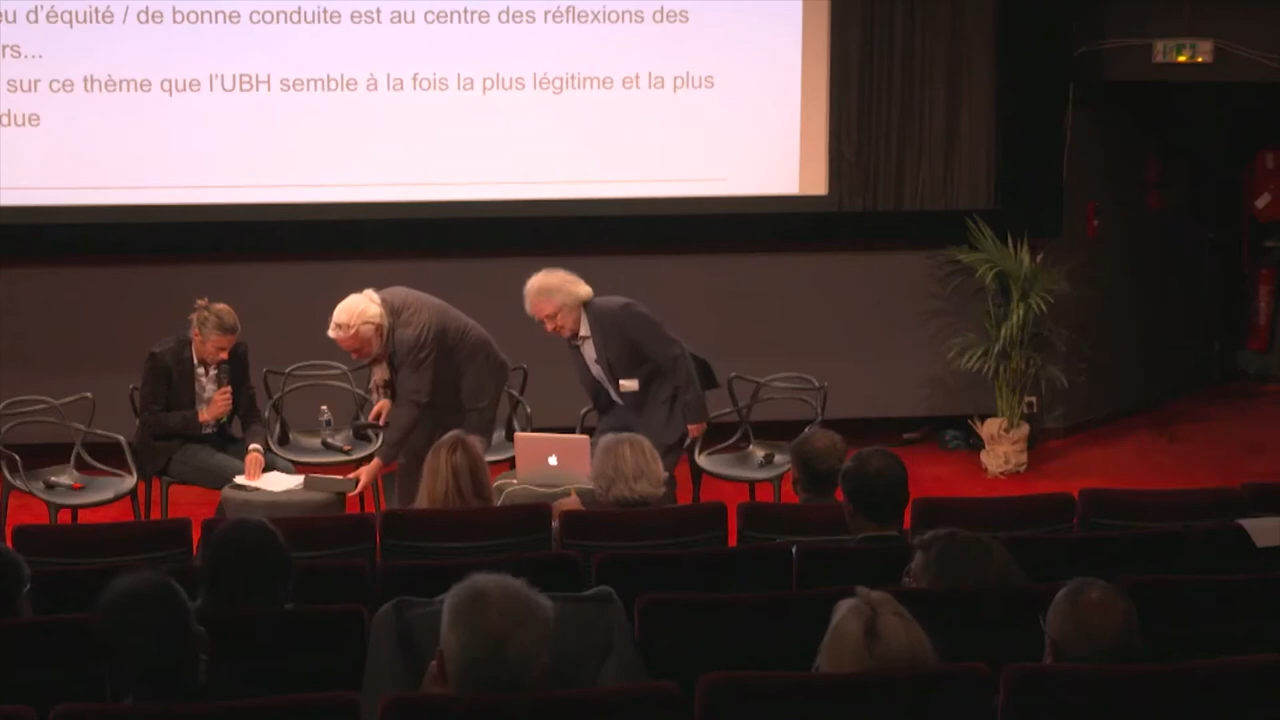 eu d'équité / de bonne conduite est au centre des réflexions des
rs...
sur ce thème que l'UBH semble à la fois la plus légitime et la plus
due